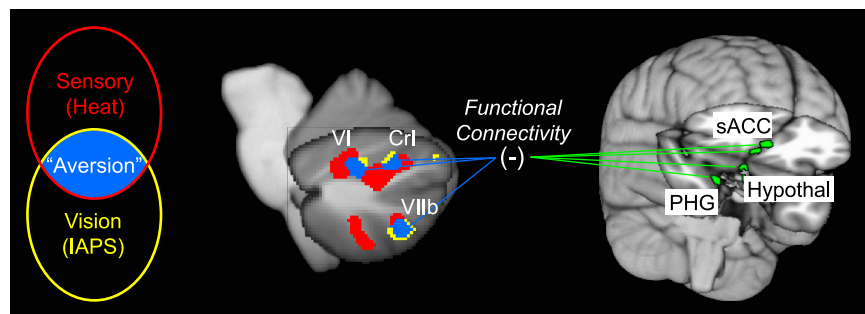 Sensory
(Heat)
“Aversion”
Vision
(IAPS)
VI
CrI
VIIb
Functional
Connectivity
(-)
sACC
Hypothal
PHG